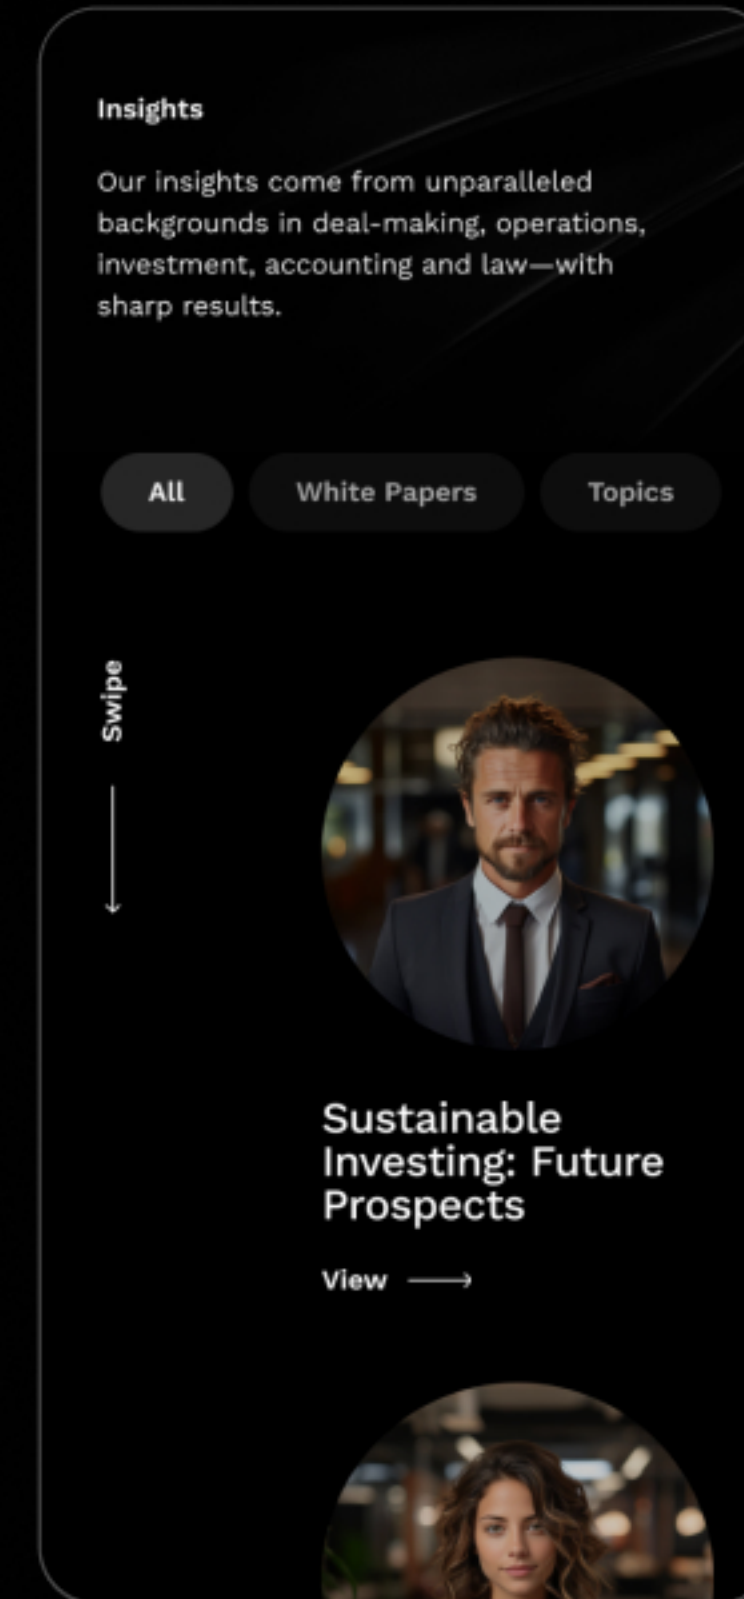 Insights
Our insights come from unparalleled
backgrounds in deal-making, operations,
investment, accounting and law—with
sharp results.
All
White Papers
Topics
Swipe
Sustainable
Investing: Future
Prospects
View